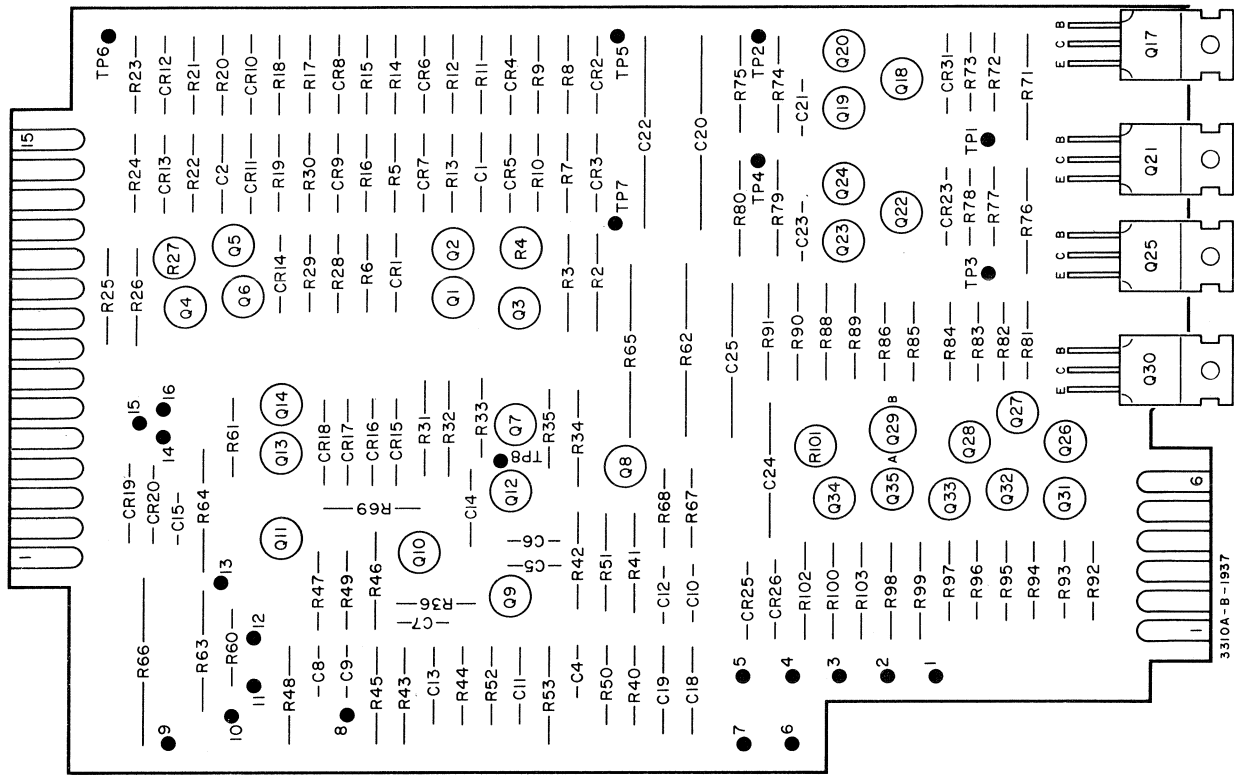 TP6
R23
CR12
R21
R20
CR10
R18
R17
CR8
R15
R14
CR6
R12
R11
CR4
R9
R8
CR2
TP5
C22
C20
R75
TP2
R74
C21
Q20
Q19
Q18
CR31
R73
R72
R71
B
C
E
Q17
15
R24
CR13
R22
C2
CR11
R19
R30
CR9
R16
R5
CR7
R13
C1
CR5
R10
R7
CR3
TP7
R80
TP4
R79
C23
Q24
Q23
Q22
CR23
R78
R77
TP1
R76
B
C
E
Q21
R25
R26
R27
Q4
Q5
Q6
CR14
R29
R28
R6
CR1
Q2
Q1
R4
Q3
R3
R2
R65
R62
C25
R91
R90
R88
R89
R86
R85
R84
TP3
R83
R82
R81
B
C
E
Q25
B
C
E
Q30
15
16
14
R61
Q14
Q13
CR18
CR17
CR16
CR15
R31
R32
R33
Q7
TP8
R35
R34
Q8
C24
R101
Q34
Q29
B
A
Q35
Q28
Q33
Q27
Q32
Q26
Q31
CR19
CR20
C15
R64
Q11
R69
Q10
C14
Q12
C6
C5
Q9
R42
R51
R41
R68
R67
1
6
13
R47
R49
R46
R36
C7
C12
C10
CR25
CR26
R102
R100
R103
R98
R99
R97
R96
R95
R94
R93
R92
1
R66
R63
R60
12
11
10
9
R48
C8
C9
8
R45
R43
C13
R44
R52
C11
R53
C4
R50
R40
C19
C18
5
4
3
2
1
7
6
3310A-B-1937